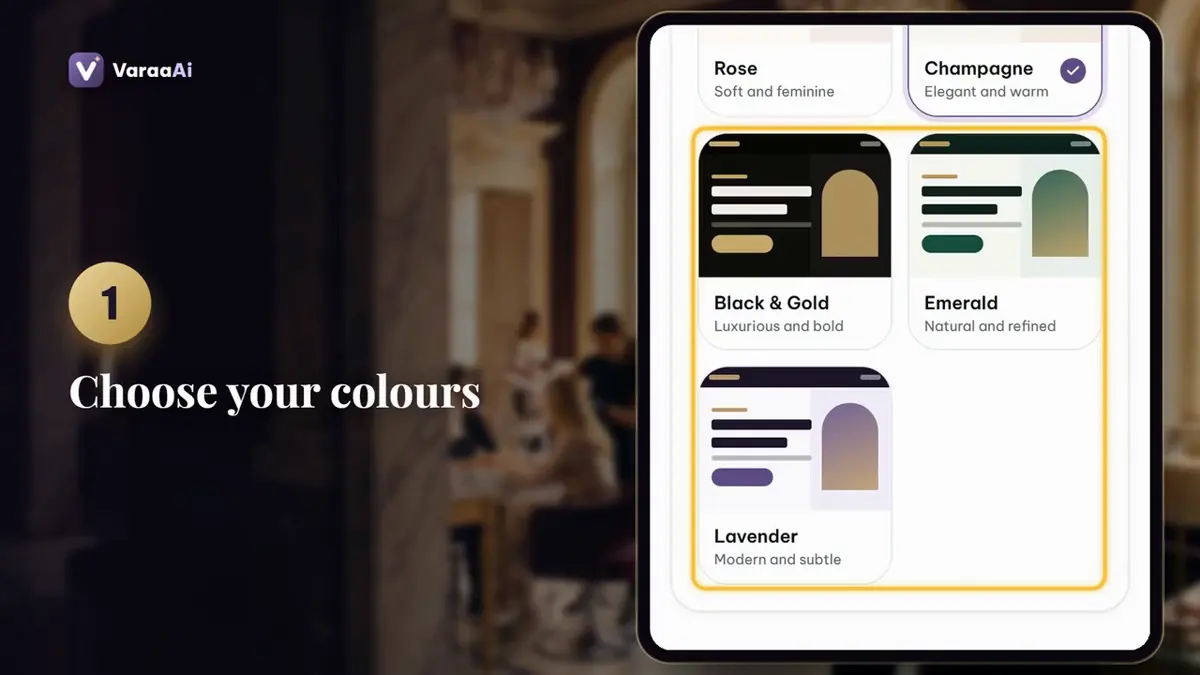 VaraaAi
1
Choose your colours
Rose
Soft and feminine
Champagne
Elegant and warm
Black & Gold
Luxurious and bold
Emerald
Natural and refined
Lavender
Modern and subtle